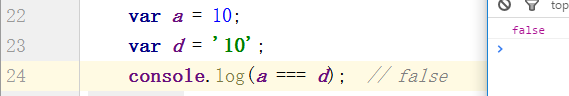 22 var a = 10;
23 var d = '10';
24 console.log(a === d); // false
top
false
>